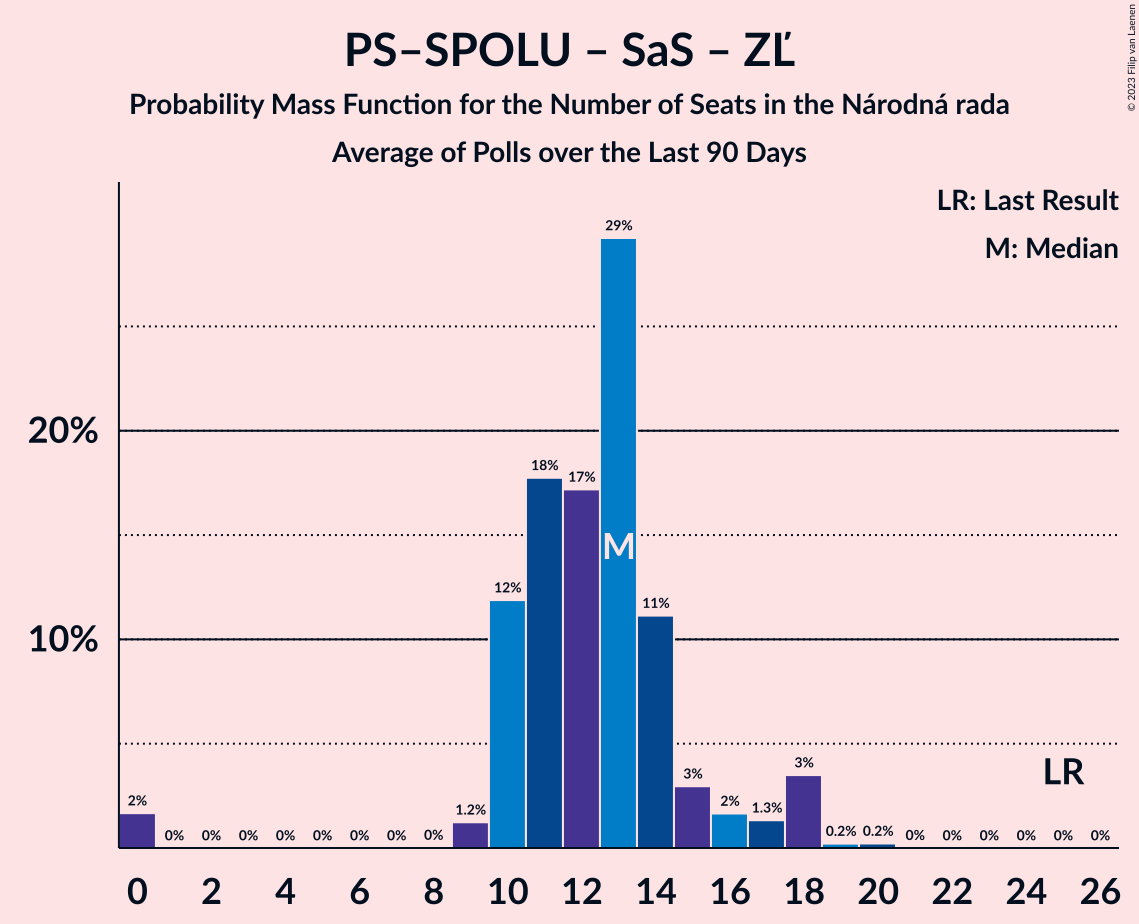 PS–SPOLU – SaS – ZĽ
Probability Mass Function for the Number of Seats in the Národná rada
Average of Polls over the Last 90 Days
© 2023 Filip van Laenen
LR: Last Result
M: Median
29%
20%
18%
17%
M
12%
11%
10%
LR
3%
3%
2%
2%
1.3%
1.2%
0.2%
0.2%
0% 0% 0% 0% 0% 0% 0% 0% 0% 0% 0% 0% 0% 0%
0 2 4 6 8 10 12 14 16 18 20 22 24 26